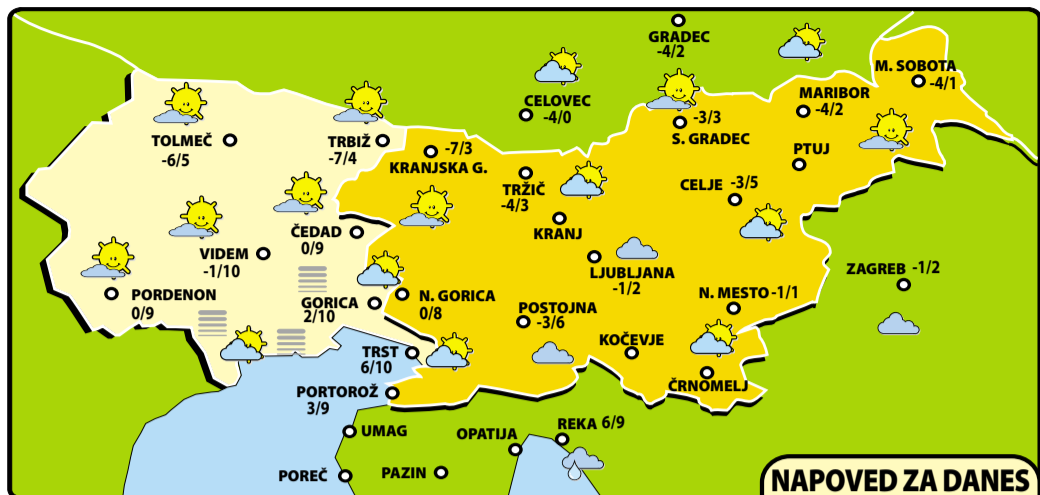 GRADEC
-4/2
M. SOBOTA
-4/1
MARIBOR
-4/2
CELOVEC
-4/0
-3/3
S. GRADEC
TOLMEČ
-6/5
TRBIŽ
-7/4
-7/3
KRANJSKA G.
PTUJ
TRŽIČ
-4/3
CELJE -3/5
KRANJ
ČEDAD
0/9
VIDEM
-1/10
LJUBLJANA
-1/2
ZAGREB -1/2
PORDENON
0/9
GORICA
2/10
N. GORICA
0/8
POSTOJNA
-3/6
N. MESTO -1/1
KOČEVJE
TRST
6/10
ČRNOMELJ
PORTOROŽ
3/9
UMAG
OPATIJA
REKA 6/9
POREČ
PAZIN
NAPOVED ZA DANES